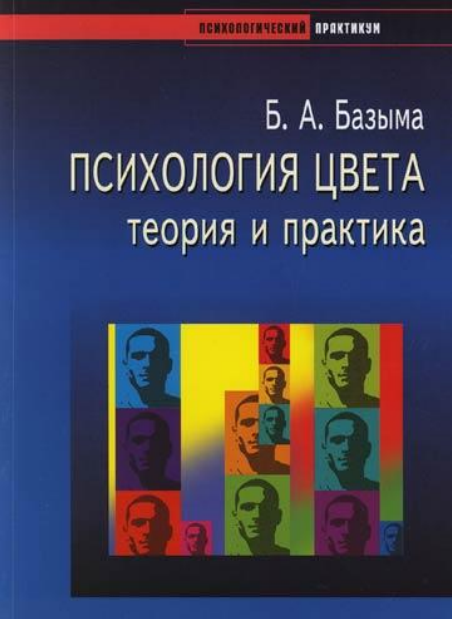 ПСИХОЛОГИЧЕСКИЙ ПРАКТИКУМ
Б. А. Базыма
ПСИХОЛОГИЯ ЦВЕТА
теория и практика